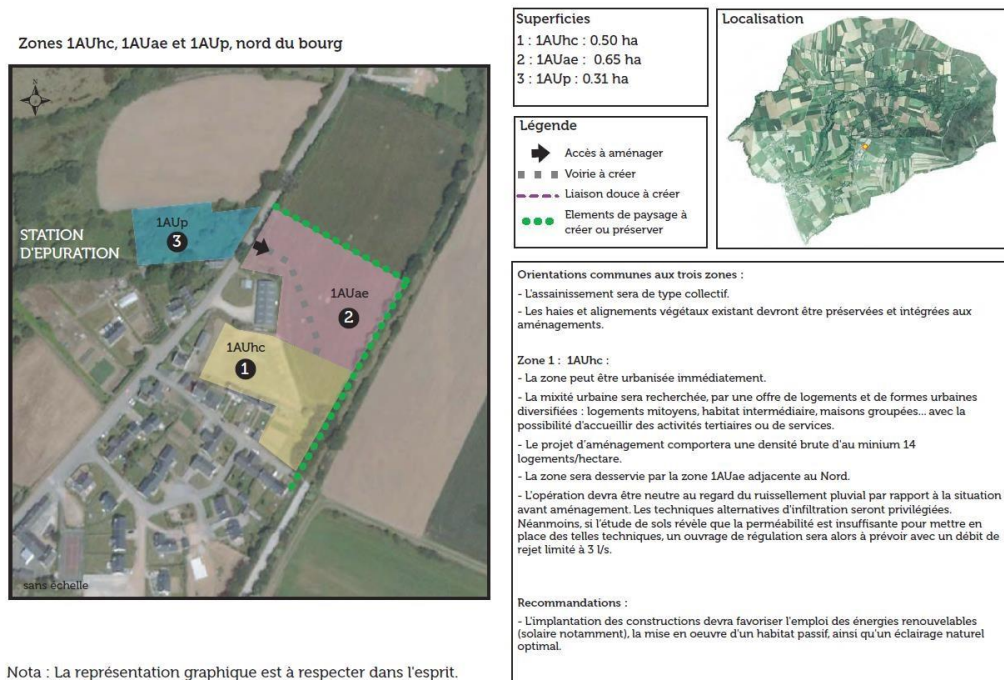 Zones 1AUhc, 1AUae et 1AUp, nord du bourg
N
1AUp
3
STATION
D'EPURATION
1AUae
2
1AUhc
1
sans échelle
Nota : La représentation graphique est à respecter dans l'esprit.
Superficies
1 : 1AUhc : 0.50 ha
2 : 1AUae : 0.65 ha
3 : 1AUp : 0.31 ha
Légende
Accès à aménager
Voirie à créer
Liaison douce à créer
Elements de paysage à
créer ou préserver
Localisation
Orientations communes aux trois zones :
- L'assainissement sera de type collectif.
- Les haies et alignements végétaux existant devront être préservées et intégrées aux
aménagements.
Zone 1 : 1AUhc :
- La zone peut être urbanisée immédiatement.
- La mixité urbaine sera recherchée, par une offre de logements et de formes urbaines
diversifiées : logements mitoyens, habitat intermédiaire, maisons groupées... avec la
possibilité d'accueillir des activités tertiaires ou de services.
- Le projet d'aménagement comportera une densité brute d'au minium 14
logements/hectare.
- La zone sera desservie par la zone 1AUae adjacente au Nord.
- L'opération devra être neutre au regard du ruissellement pluvial par rapport à la situation
avant aménagement. Les techniques alternatives d'infiltration seront privilégiées.
Néanmoins, si l'étude de sols révèle que la perméabilité est insuffisante pour mettre en
place des telles techniques, un ouvrage de régulation sera alors à prévoir avec un débit de
rejet limité à 3 l/s.
Recommandations :
- L'implantation des constructions devra favoriser l'emploi des énergies renouvelables
(solaire notamment), la mise en oeuvre d'un habitat passif, ainsi qu'un éclairage naturel
optimal.